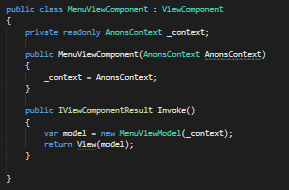 public class MenuViewComponent : ViewComponent
{
    private readonly AnonsContext _context;

    public MenuViewComponent(AnonsContext AnonsContext)
    {
        _context = AnonsContext;
    }

    public IViewComponentResult Invoke()
    {
        var model = new MenuViewModel(_context);
        return View(model);
    }

}